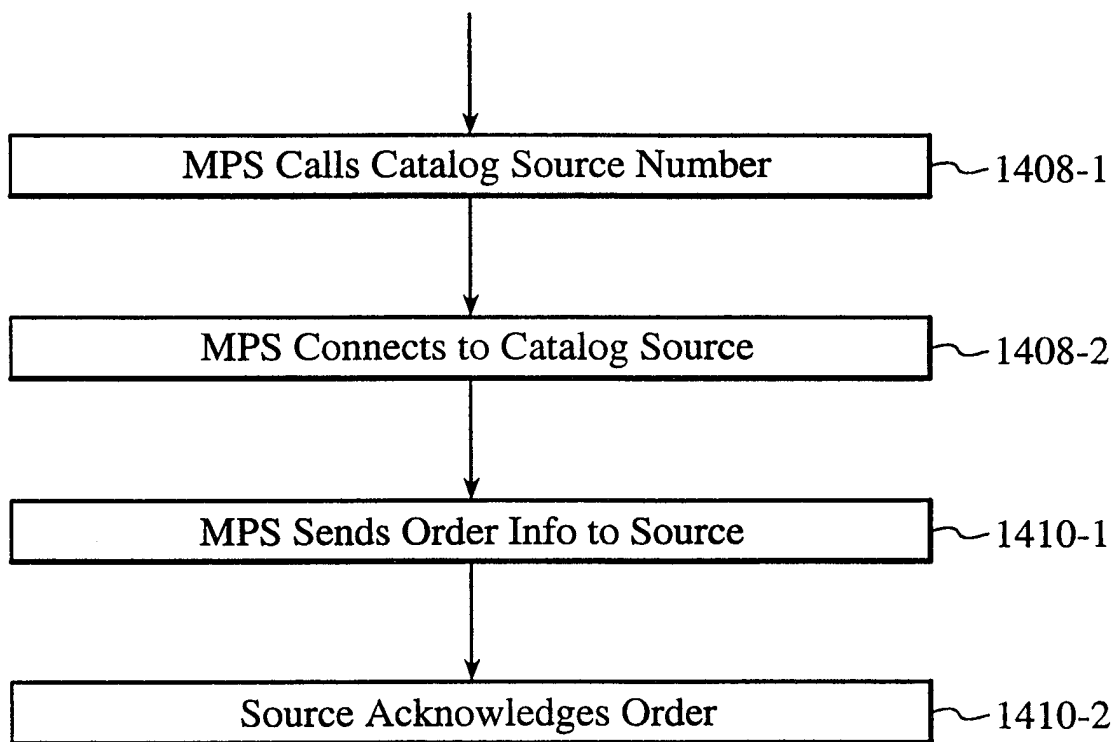 MPS Calls Catalog Source Number
1408-1
MPS Connects to Catalog Source
1408-2
MPS Sends Order Info to Source
1410-1
Source Acknowledges Order
1410-2